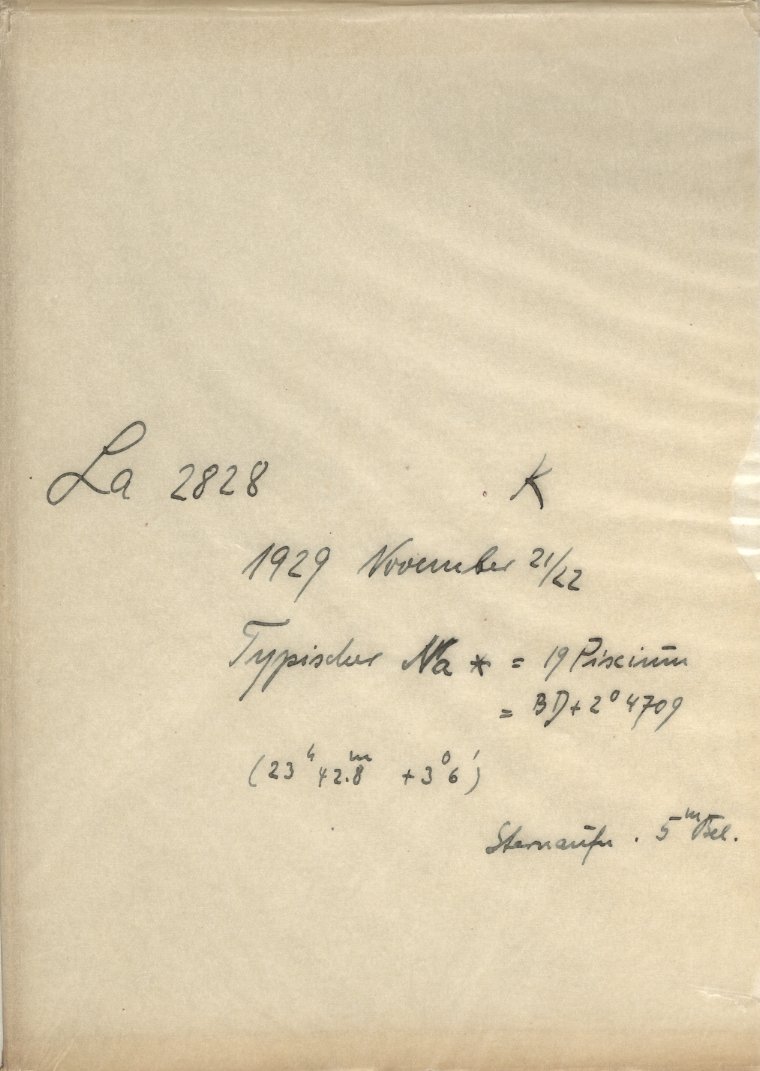 La 2828 K
1929 November 21/22
Typischer Na * = 19 Piscium
= BD + 2° 4709
(23ʰ 42.8ᵐ +3° 6')
Sternaufn. 5ᵐ Bel.